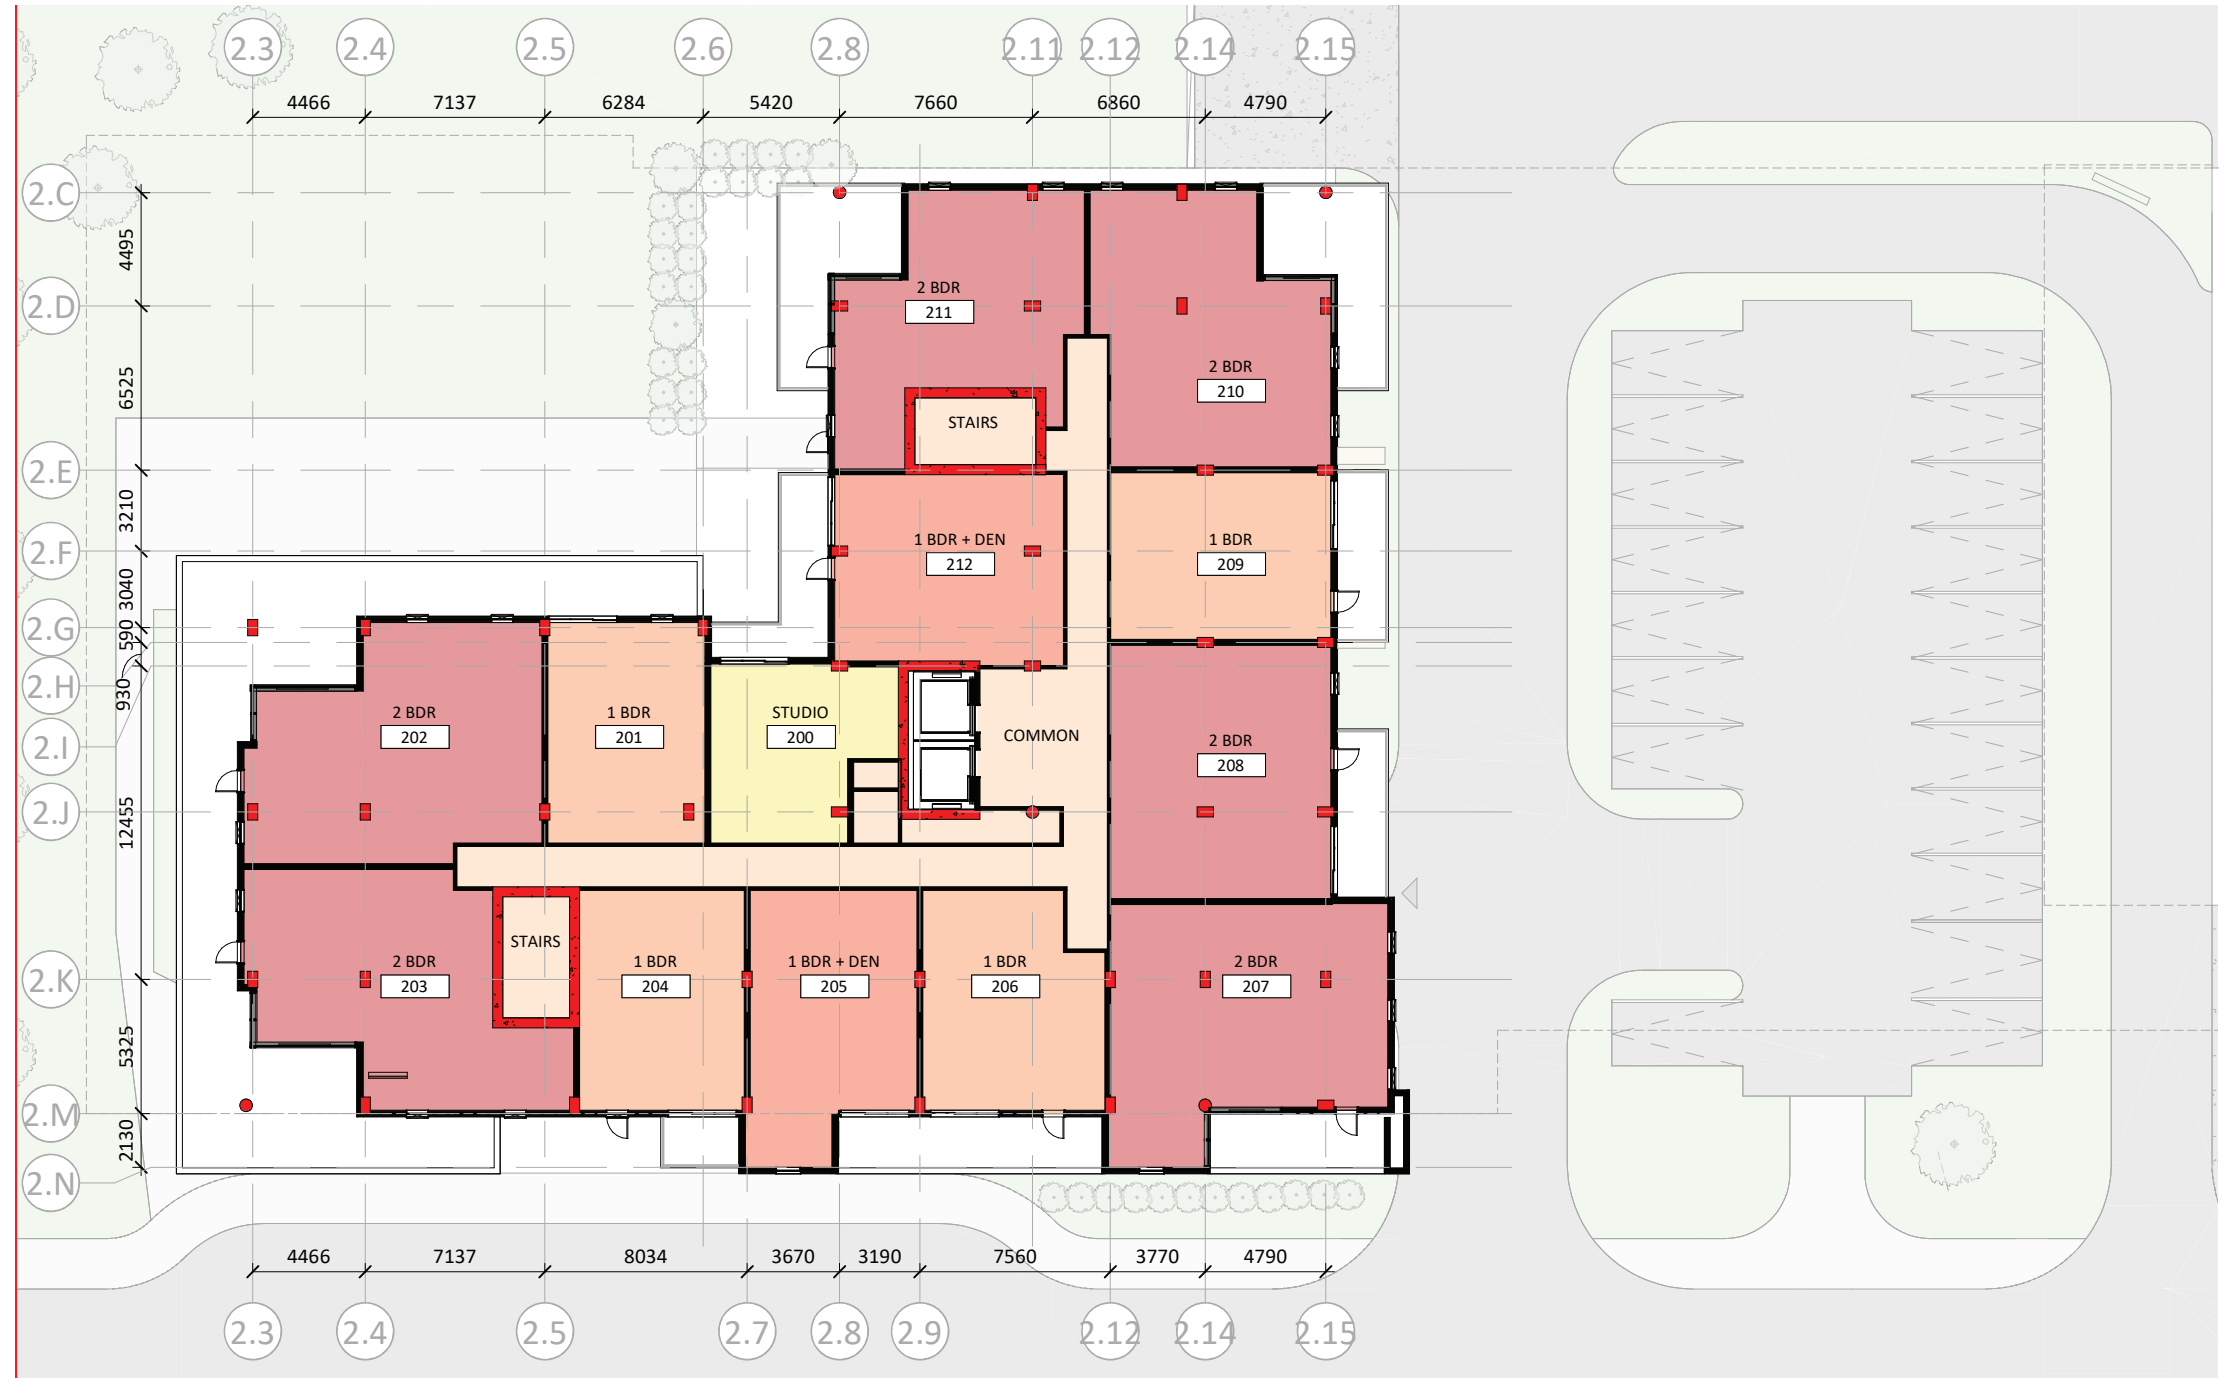 2.3 2.4 2.5 2.6 2.8 2.11 2.12 2.14 2.15
4466 7137 6284 5420 7660 6860 4790
2.C
4495
2.D
6525
2.E
3210
2.F
3040
2.G
590
2.H
930
2.I
12455
2.J
2.K
5325
2.M
2130
2.N
2 BDR
211
2 BDR
210
STAIRS
1 BDR + DEN
212
1 BDR
209
2 BDR
202
1 BDR
201
STUDIO
200
COMMON
2 BDR
208
STAIRS
2 BDR
203
1 BDR
204
1 BDR + DEN
205
1 BDR
206
2 BDR
207
4466 7137 8034 3670 3190 7560 3770 4790
2.3 2.4 2.5 2.7 2.8 2.9 2.12 2.14 2.15